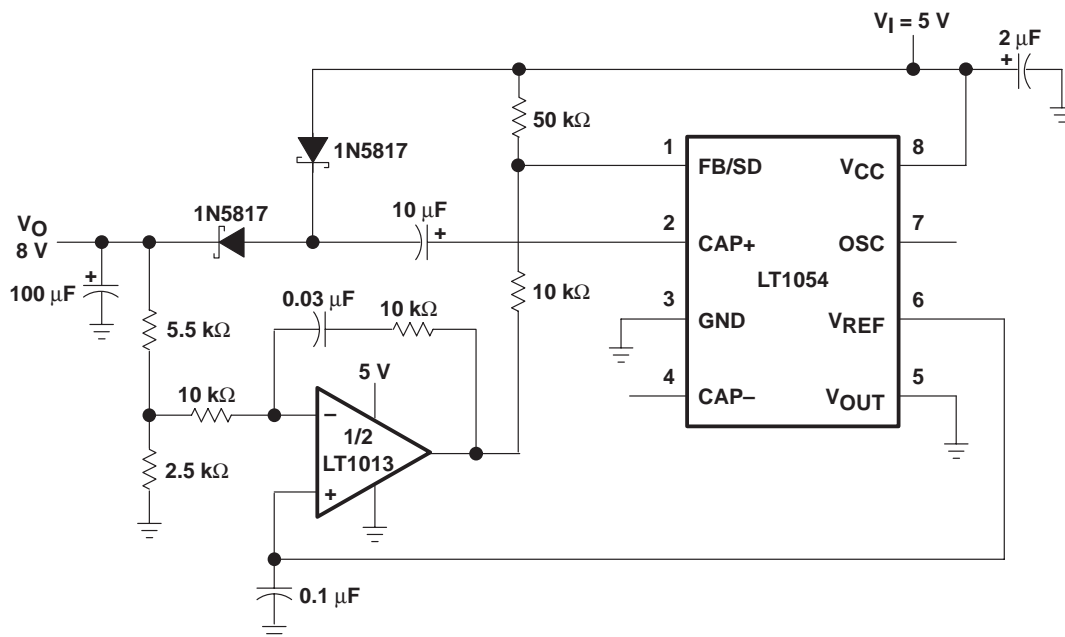 V_I = 5 V
2 μF
+
50 kΩ
1N5817
1
FB/SD
8
V_CC
1N5817
10 μF
+
2
CAP+
7
OSC
V_O
8 V
LT1054
100 μF
+
0.03 μF
10 kΩ
10 kΩ
3
GND
6
V_REF
5.5 kΩ
5 V
4
CAP−
5
V_OUT
10 kΩ
−
1/2
LT1013
+
2.5 kΩ
0.1 μF